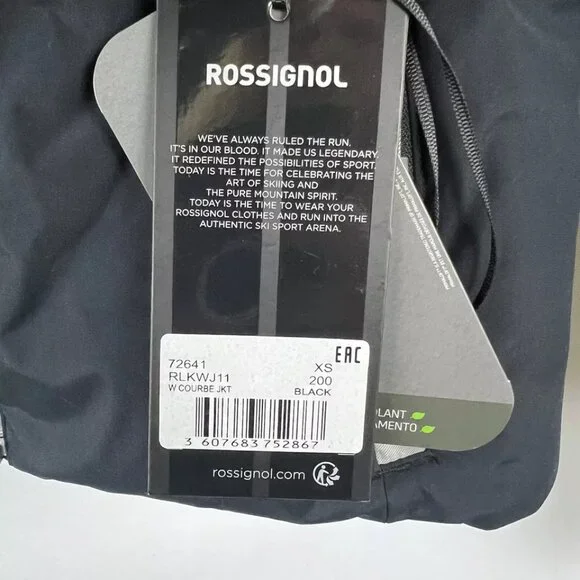 ROSSIGNOL
WE'VE ALWAYS RULED THE RUN.
IT'S IN OUR BLOOD. IT MADE US LEGENDARY.
IT REDEFINED THE POSSIBILITIES OF SPORT.
TODAY IS THE TIME FOR CELEBRATING THE
ART OF SKIING AND
THE PURE MOUNTAIN SPIRIT.
TODAY IS THE TIME TO WEAR YOUR
ROSSIGNOL CLOTHES AND RUN INTO THE
AUTHENTIC SKI SPORT ARENA.
EAC
72641 XS
RLKWJ11 200
W COURBE JKT BLACK
3 607683 752867
rossignol.com
PLANT
AMENTO